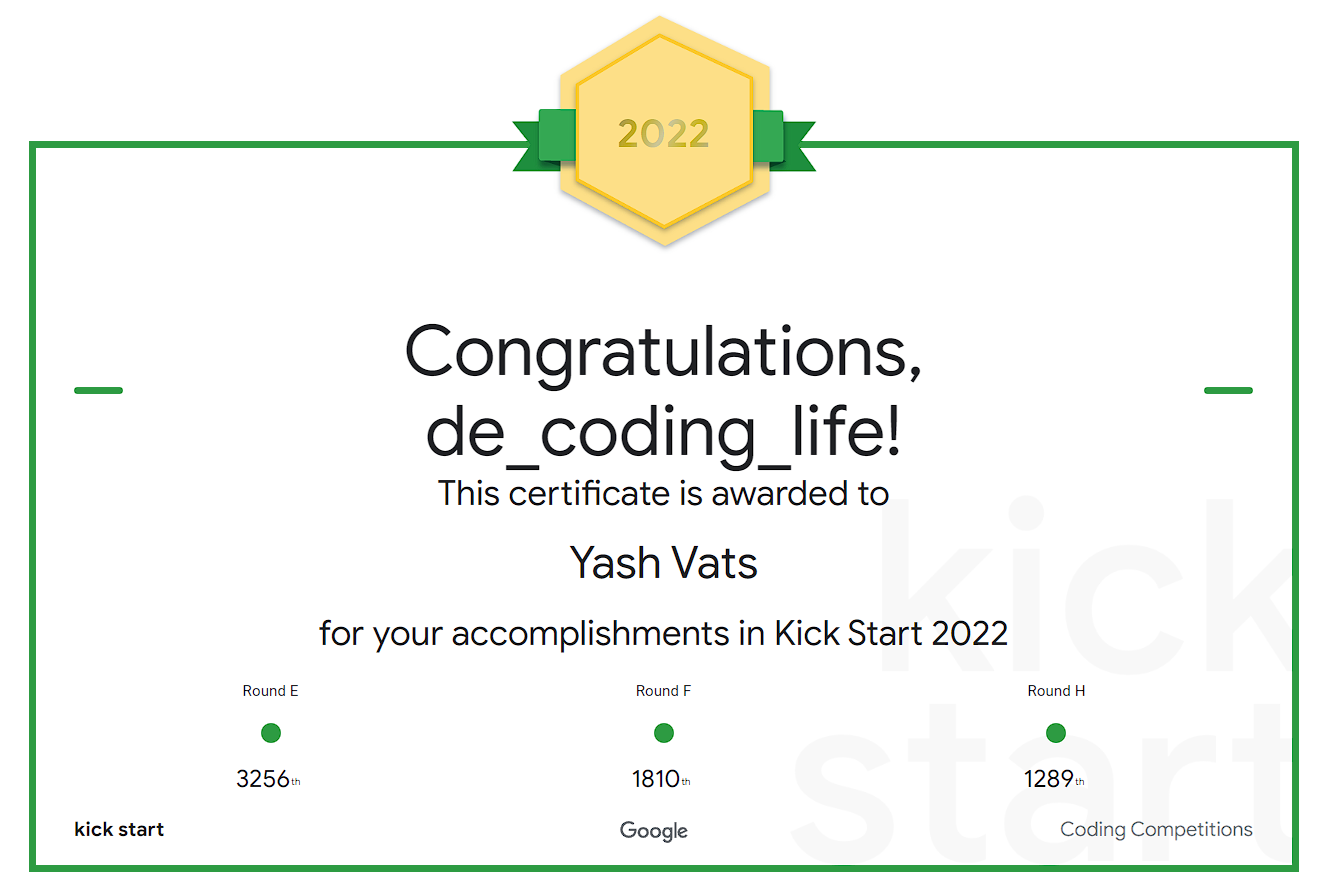 2022
Congratulations,
de_coding_life!
This certificate is awarded to
Yash Vats
for your accomplishments in Kick Start 2022
Round E Round F Round H
3256th 1810th 1289th
kick start Google Coding Competitions
kick
start